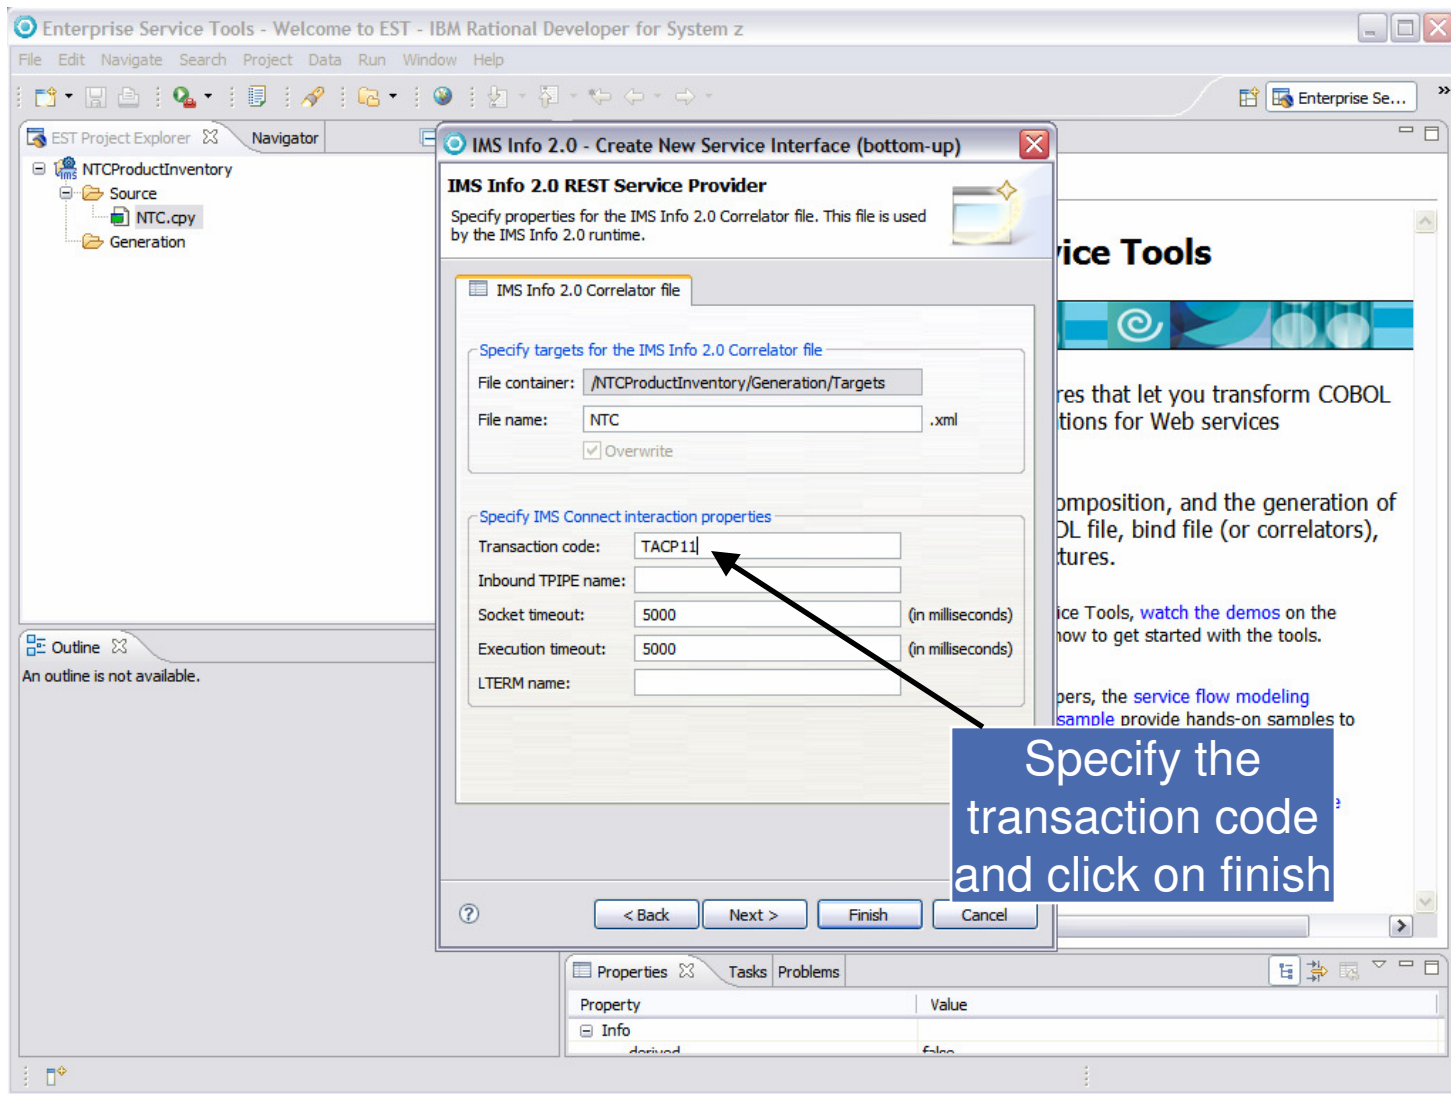 Enterprise Service Tools - Welcome to EST - IBM Rational Developer for System z
File Edit Navigate Search Project Data Run Window Help
Enterprise Se... »
EST Project Explorer Navigator
NTCProductInventory
Source
NTC.cpy
Generation
IMS Info 2.0 - Create New Service Interface (bottom-up)
IMS Info 2.0 REST Service Provider
Specify properties for the IMS Info 2.0 Correlator file. This file is used
by the IMS Info 2.0 runtime.
IMS Info 2.0 Correlator file
Specify targets for the IMS Info 2.0 Correlator file
File container: /NTCProductInventory/Generation/Targets
File name: NTC .xml
Overwrite
Specify IMS Connect interaction properties
Transaction code: TACP11
Inbound TPIPE name:
Socket timeout: 5000 (in milliseconds)
Execution timeout: 5000 (in milliseconds)
LTERM name:
< Back Next > Finish Cancel
vice Tools
res that let you transform COBOL
tions for Web services
omposition, and the generation of
DL file, bind file (or correlators),
tures.
ice Tools, watch the demos on the
how to get started with the tools.
pers, the service flow modeling
sample provide hands-on samples to
Specify the
transaction code
and click on finish
Outline
An outline is not available.
Properties Tasks Problems
Property Value
Info
derived false